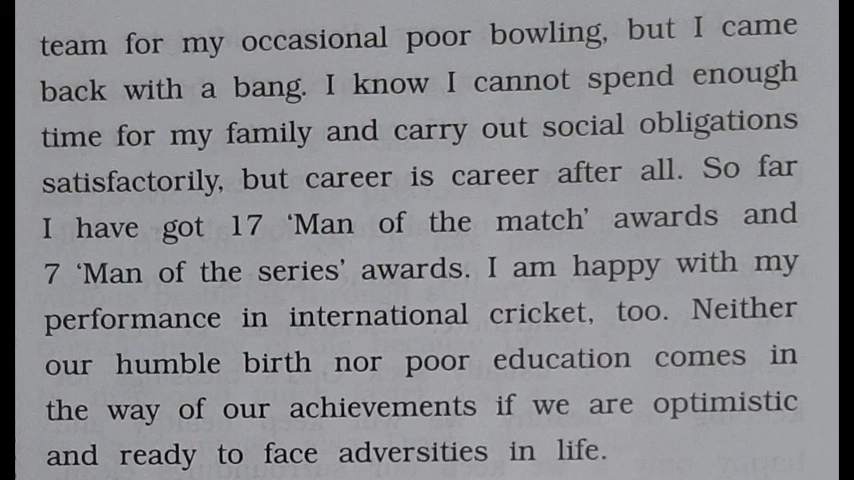 team for my occasional poor bowling, but I came
back with a bang. I know I cannot spend enough
time for my family and carry out social obligations
satisfactorily, but career is career after all. So far
I have got 17 ‘Man of the match’ awards and
7 ‘Man of the series’ awards. I am happy with my
performance in international cricket, too. Neither
our humble birth nor poor education comes in
the way of our achievements if we are optimistic
and ready to face adversities in life.